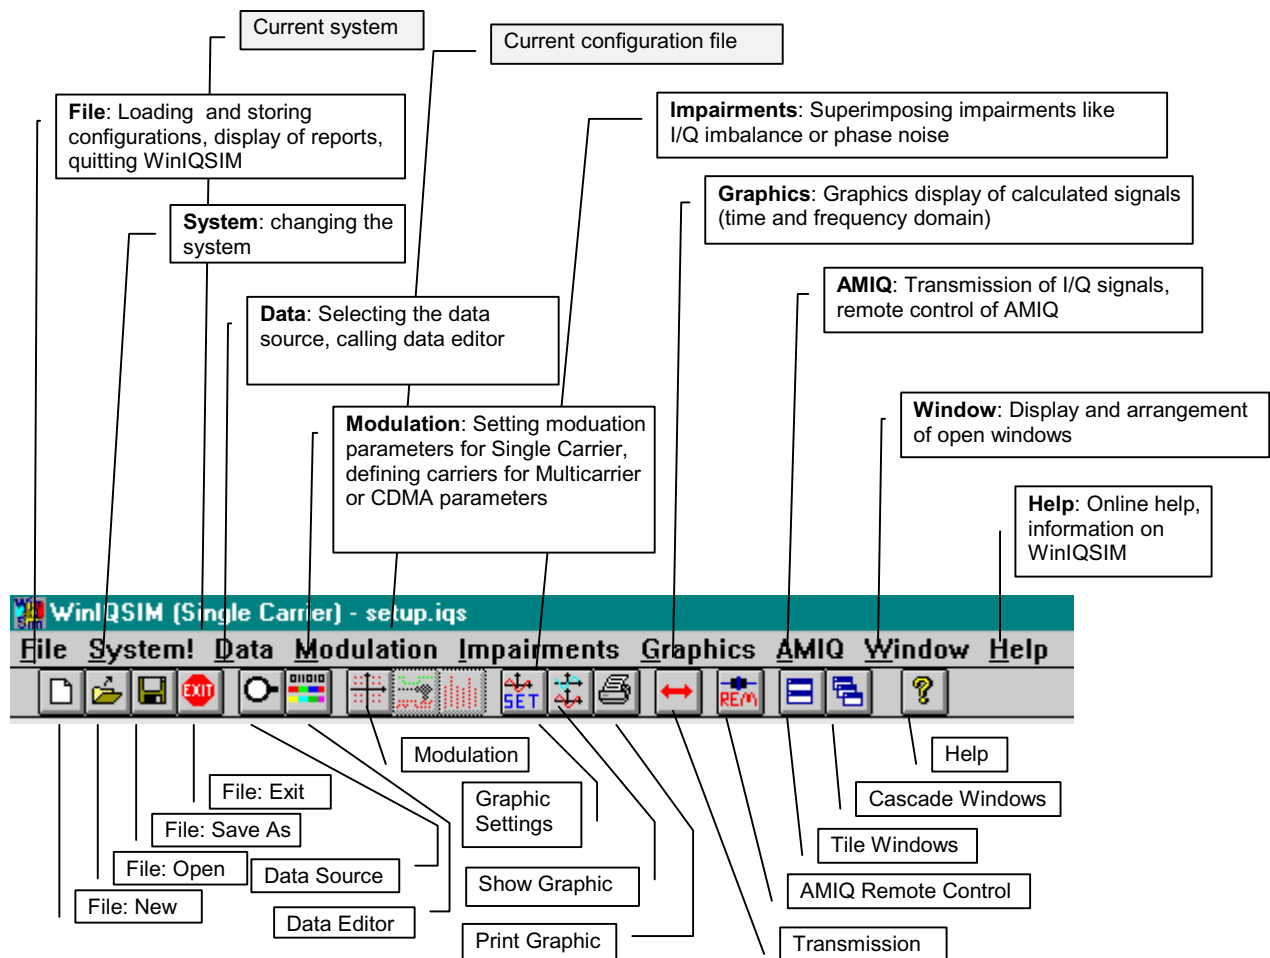 Current system
Current configuration file
File: Loading and storing
configurations, display of reports,
quitting WinIQSIM
Impairments: Superimposing impairments like
I/Q imbalance or phase noise
Graphics: Graphics display of calculated signals
(time and frequency domain)
System: changing the
system
AMIQ: Transmission of I/Q signals,
remote control of AMIQ
Data: Selecting the data
source, calling data editor
Window: Display and arrangement
of open windows
Modulation: Setting moduation
parameters for Single Carrier,
defining carriers for Multicarrier
or CDMA parameters
Help: Online help,
information on
WinIQSIM
WinIQSIM (Single Carrier) - setup.iqs
File System! Data Modulation Impairments Graphics AMIQ Window Help
EXIT
SET
REM
Modulation
Help
File: Exit
Graphic
Settings
Cascade Windows
File: Save As
Tile Windows
File: Open
Data Source
Show Graphic
AMIQ Remote Control
File: New
Data Editor
Print Graphic
Transmission